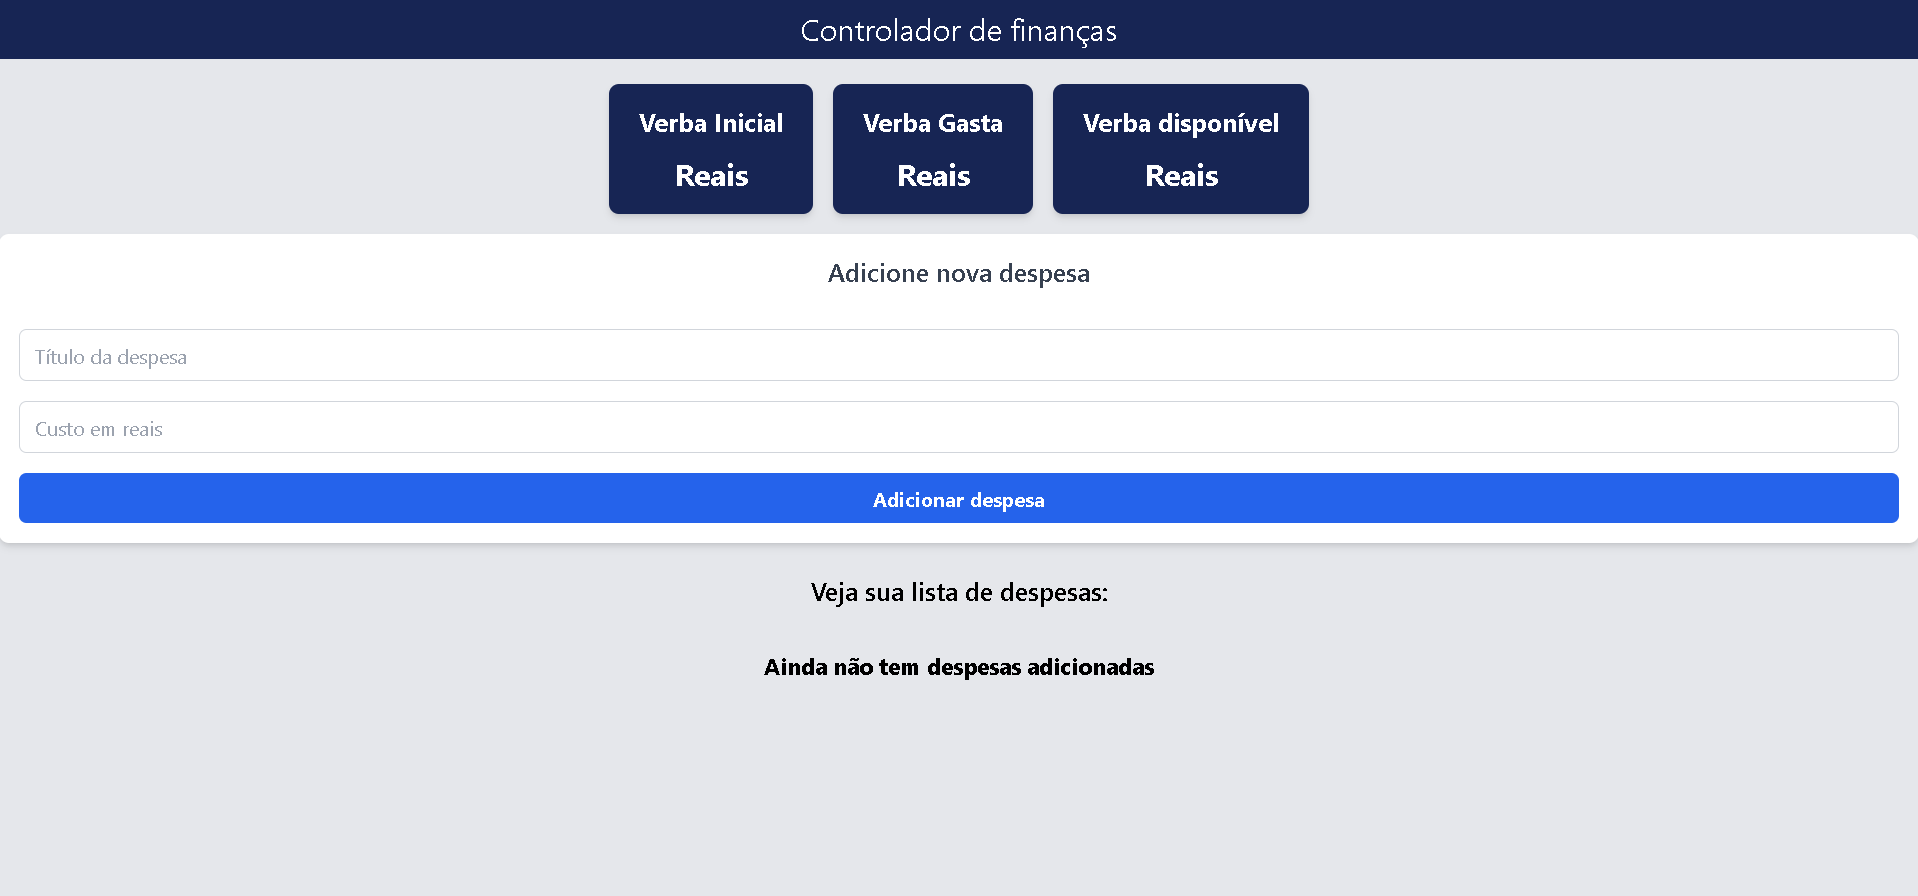 Controlador de finanças
Verba Inicial
Reais
Verba Gasta
Reais
Verba disponível
Reais
Adicione nova despesa
Título da despesa
Custo em reais
Adicionar despesa
Veja sua lista de despesas:
Ainda não tem despesas adicionadas